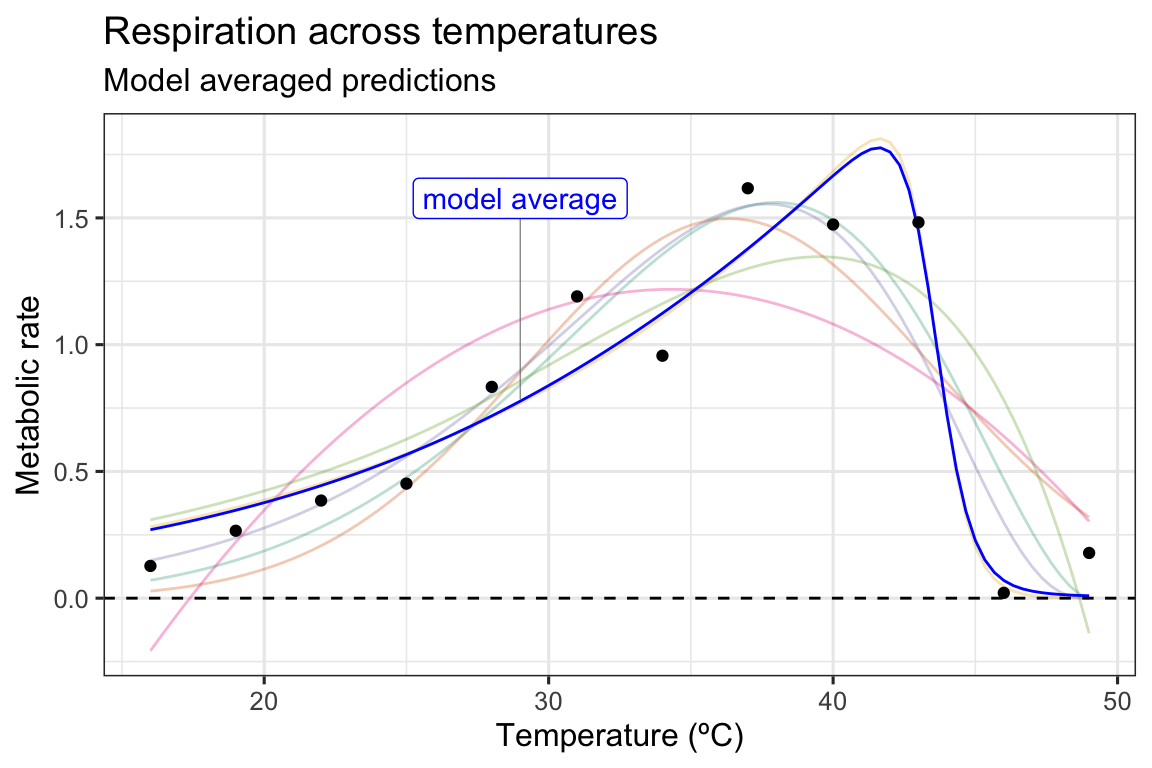 Respiration across temperatures
Model averaged predictions
model average
Metabolic rate
1.5
1.0
0.5
0.0
20 30 40 50
Temperature (ºC)